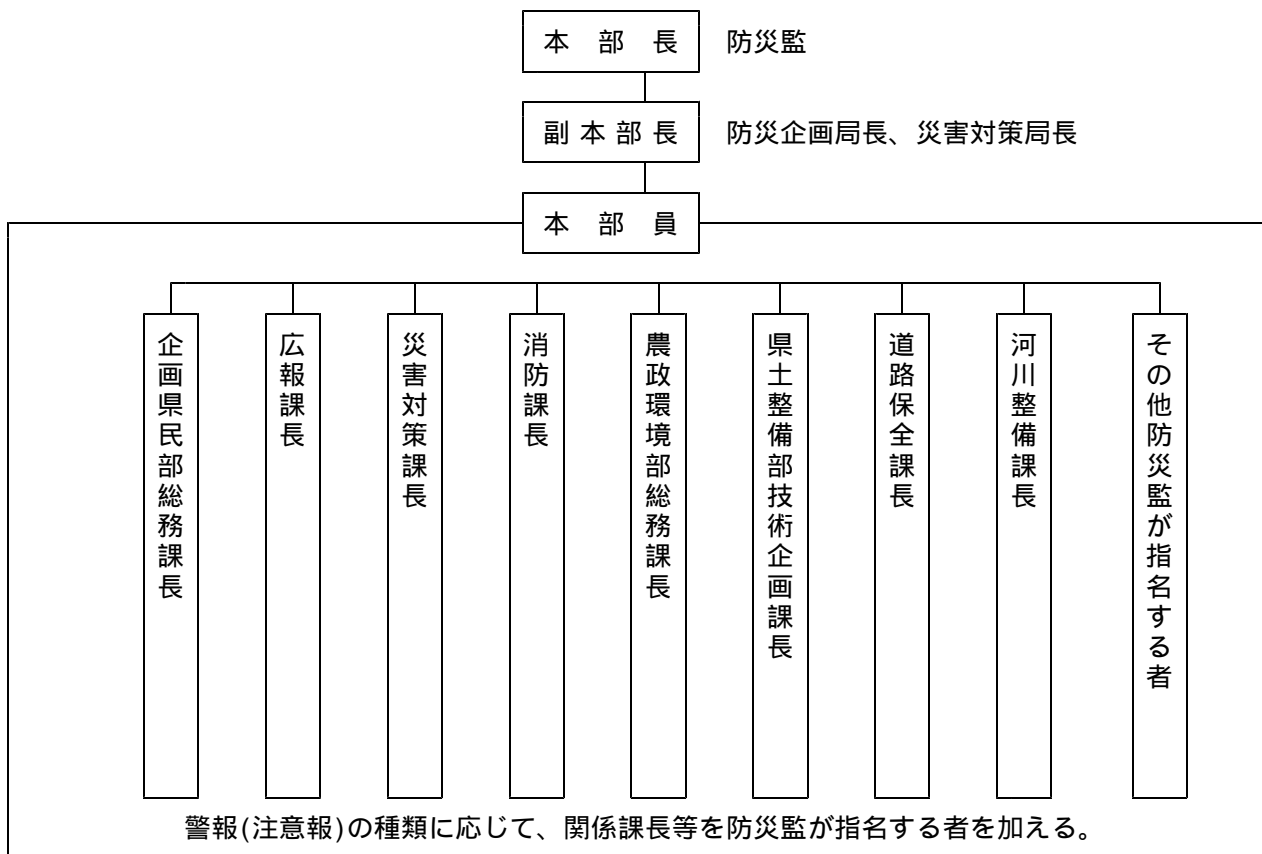 本部長 防災監
副本部長 防災企画局長、災害対策局長
本部員
企画県民部総務課長
広報課長
災害対策課長
消防課長
農政環境部総務課長
県土整備部技術企画課長
道路保全課長
河川整備課長
その他防災監が指名する者
警報(注意報)の種類に応じて、関係課長等を防災監が指名する者を加える。